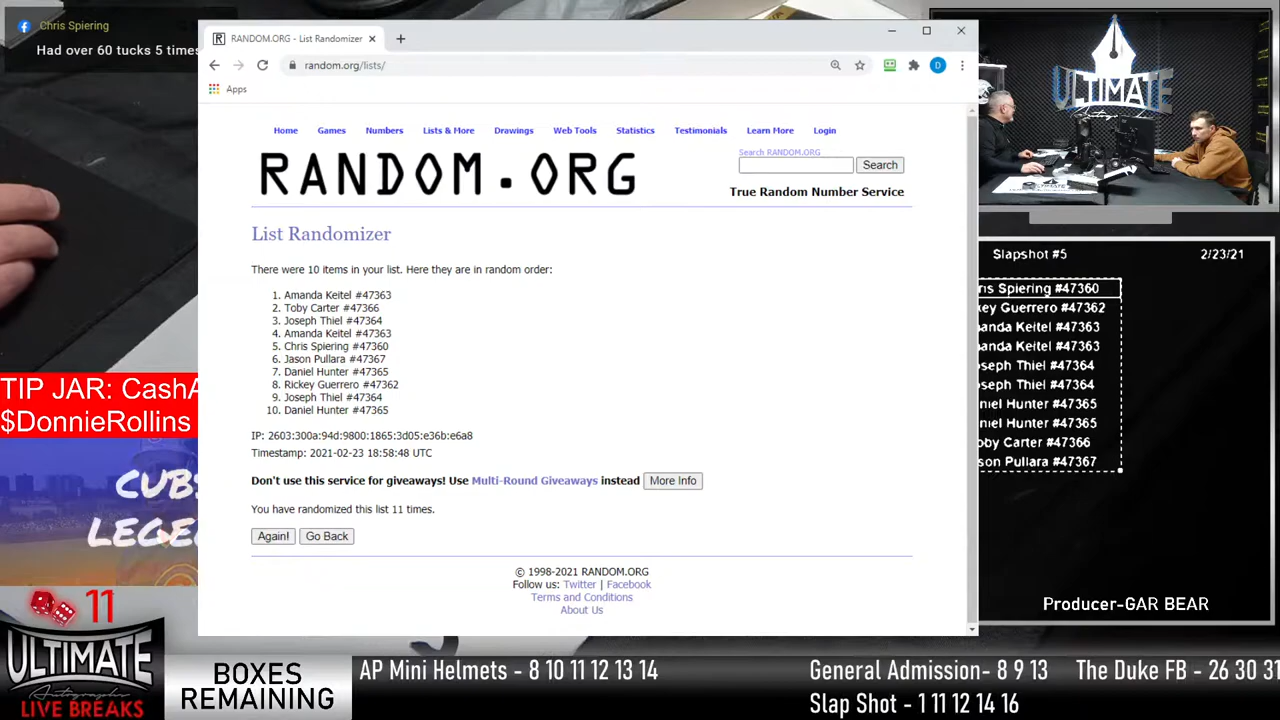 Chris Spiering
Had over 60 tucks 5 times
RANDOM.ORG - List Randomizer
random.org/lists/
D
Apps
Home Games Numbers Lists & More Drawings Web Tools Statistics Testimonials Learn More Login
RANDOM.ORG
Search RANDOM.ORG
Search
True Random Number Service
List Randomizer
There were 10 items in your list. Here they are in random order:
1. Amanda Keitel #47363
2. Toby Carter #47366
3. Joseph Thiel #47364
4. Amanda Keitel #47363
5. Chris Spiering #47360
6. Jason Pullara #47367
7. Daniel Hunter #47365
8. Rickey Guerrero #47362
9. Joseph Thiel #47364
10. Daniel Hunter #47365
IP: 2603:300a:94d:9800:1865:3d05:e36b:e6a8
Timestamp: 2021-02-23 18:58:48 UTC
Don't use this service for giveaways! Use Multi-Round Giveaways instead More Info
You have randomized this list 11 times.
Again! Go Back
© 1998-2021 RANDOM.ORG
Follow us: Twitter | Facebook
Terms and Conditions
About Us
ULTIMATE
Autographs
ULTIMATE
Slapshot #5 2/23/21
ris Spiering #47360
key Guerrero #47362
anda Keitel #47363
anda Keitel #47363
seph Thiel #47364
seph Thiel #47364
niel Hunter #47365
niel Hunter #47365
oby Carter #47366
son Pullara #47367
Producer-GAR BEAR
TIP JAR: CashA
$DonnieRollins
CUBS
LEGE
11
ULTIMATE
Autographs
LIVE BREAKS
BOXES
REMAINING
AP Mini Helmets - 8 10 11 12 13 14
General Admission- 8 9 13 The Duke FB - 26 30 31
Slap Shot - 1 11 12 14 16